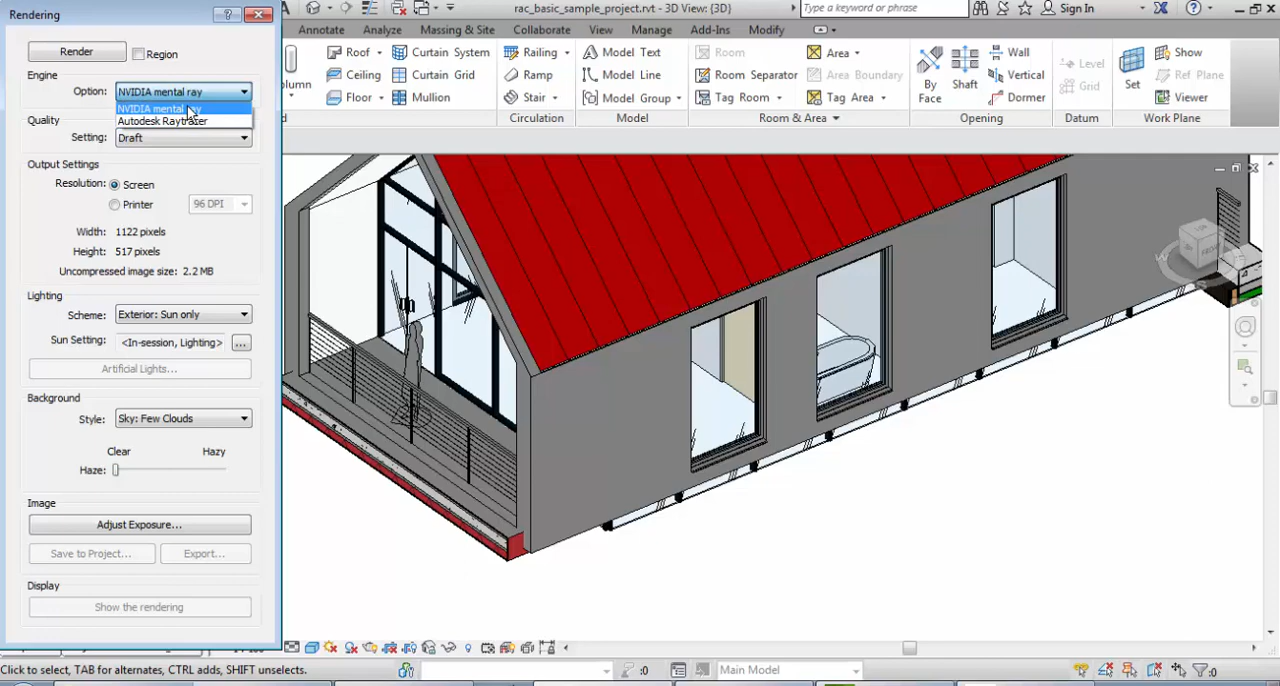 Rendering
?
Render
Region
Engine
Option: NVIDIA mental ray
NVIDIA mental ray
Autodesk Raytracer
Quality
Setting: Draft
Output Settings
Resolution: Screen
Printer 96 DPI
Width: 1122 pixels
Height: 517 pixels
Uncompressed image size: 2.2 MB
Lighting
Scheme: Exterior: Sun only
Sun Setting: <In-session, Lighting> ...
Artificial Lights...
Background
Style: Sky: Few Clouds
Clear Hazy
Haze:
Image
Adjust Exposure...
Save to Project... Export...
Display
Show the rendering
rac_basic_sample_project.rvt - 3D View: {3D}
Type a keyword or phrase
Sign In
Annotate Analyze Massing & Site Collaborate View Manage Add-Ins Modify
Roof Curtain System Railing Model Text Room Area Wall Level Show
olumn Ceiling Curtain Grid Ramp Model Line Room Separator Area Boundary By Face Shaft Vertical Grid Set Ref Plane
Floor Mullion Stair Model Group Tag Room Tag Area Dormer Viewer
d Circulation Model Room & Area Opening Datum Work Plane
W
FRONT
Click to select, TAB for alternates, CTRL adds, SHIFT unselects.
:0
Main Model
:0